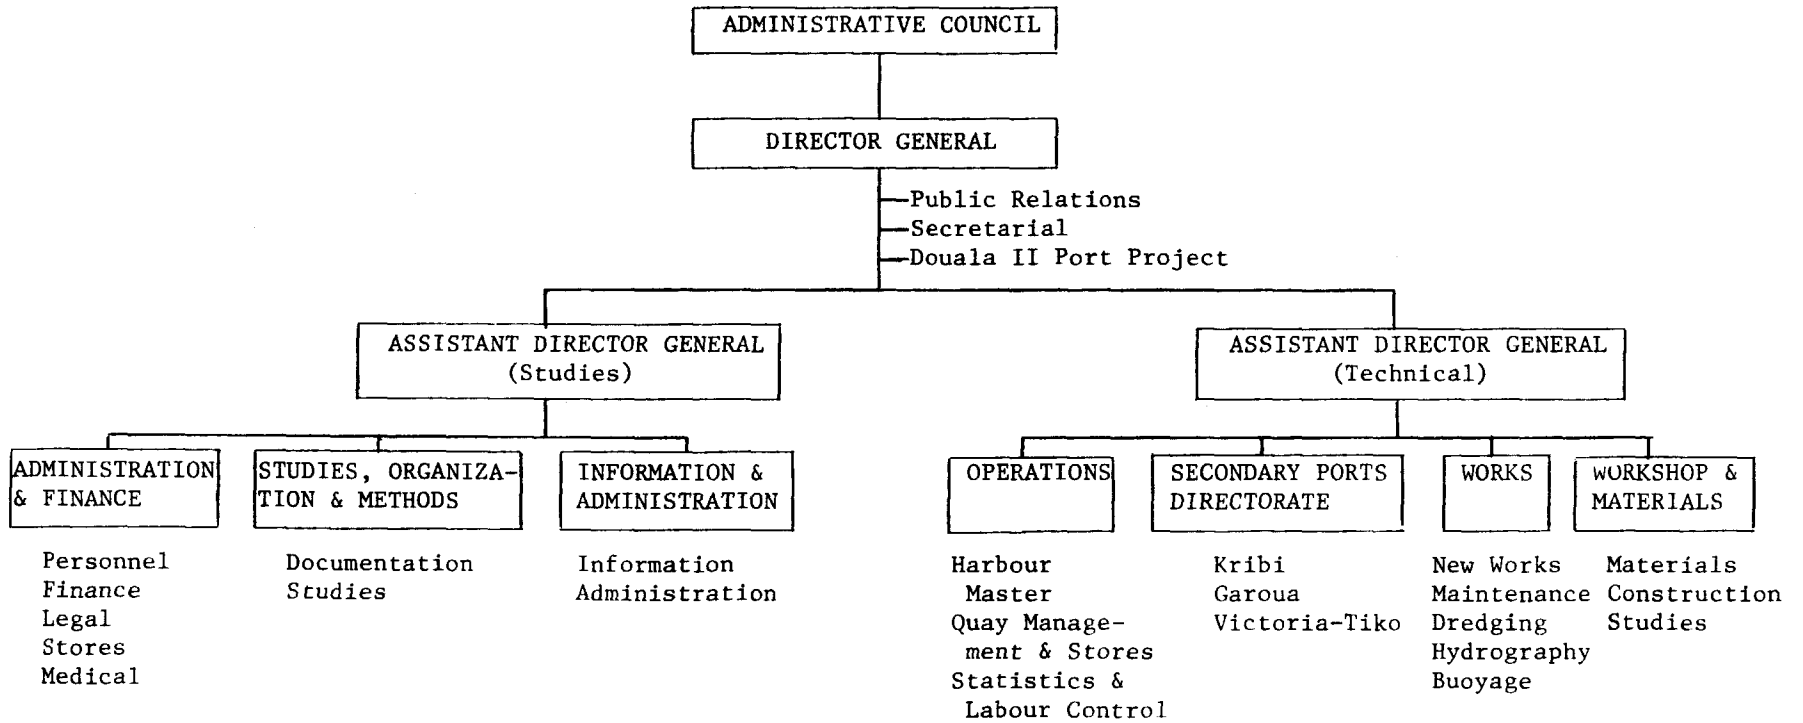 ADMINISTRATIVE COUNCIL
DIRECTOR GENERAL
Public Relations
Secretarial
Douala II Port Project
ASSISTANT DIRECTOR GENERAL
(Studies)
ASSISTANT DIRECTOR GENERAL
(Technical)
ADMINISTRATION
& FINANCE
Personnel
Finance
Legal
Stores
Medical
STUDIES, ORGANIZA-
TION & METHODS
Documentation
Studies
INFORMATION &
ADMINISTRATION
Information
Administration
OPERATIONS
Harbour
Master
Quay Manage-
ment & Stores
Statistics &
Labour Control
SECONDARY PORTS
DIRECTORATE
Kribi
Garoua
Victoria-Tiko
WORKS
New Works
Maintenance
Dredging
Hydrography
Buoyage
WORKSHOP &
MATERIALS
Materials
Construction
Studies